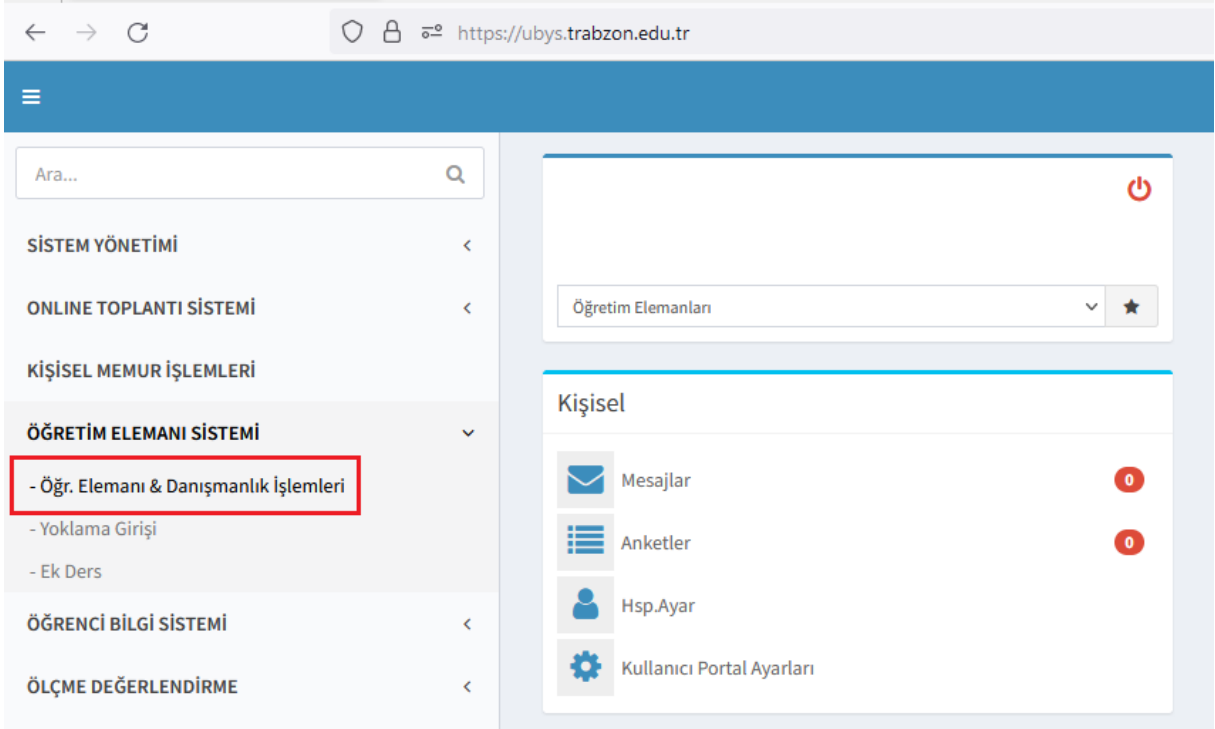 https://ubys.trabzon.edu.tr
Ara...
SİSTEM YÖNETİMİ
ONLINE TOPLANTI SİSTEMİ
KİŞİSEL MEMUR İŞLEMLERİ
ÖĞRETİM ELEMANI SİSTEMİ
- Öğr. Elemanı & Danışmanlık İşlemleri
- Yoklama Girişi
- Ek Ders
ÖĞRENCİ BİLGİ SİSTEMİ
ÖLÇME DEĞERLENDİRME
Öğretim Elemanları
Kişisel
Mesajlar 0
Anketler 0
Hsp.Ayar
Kullanıcı Portal Ayarları